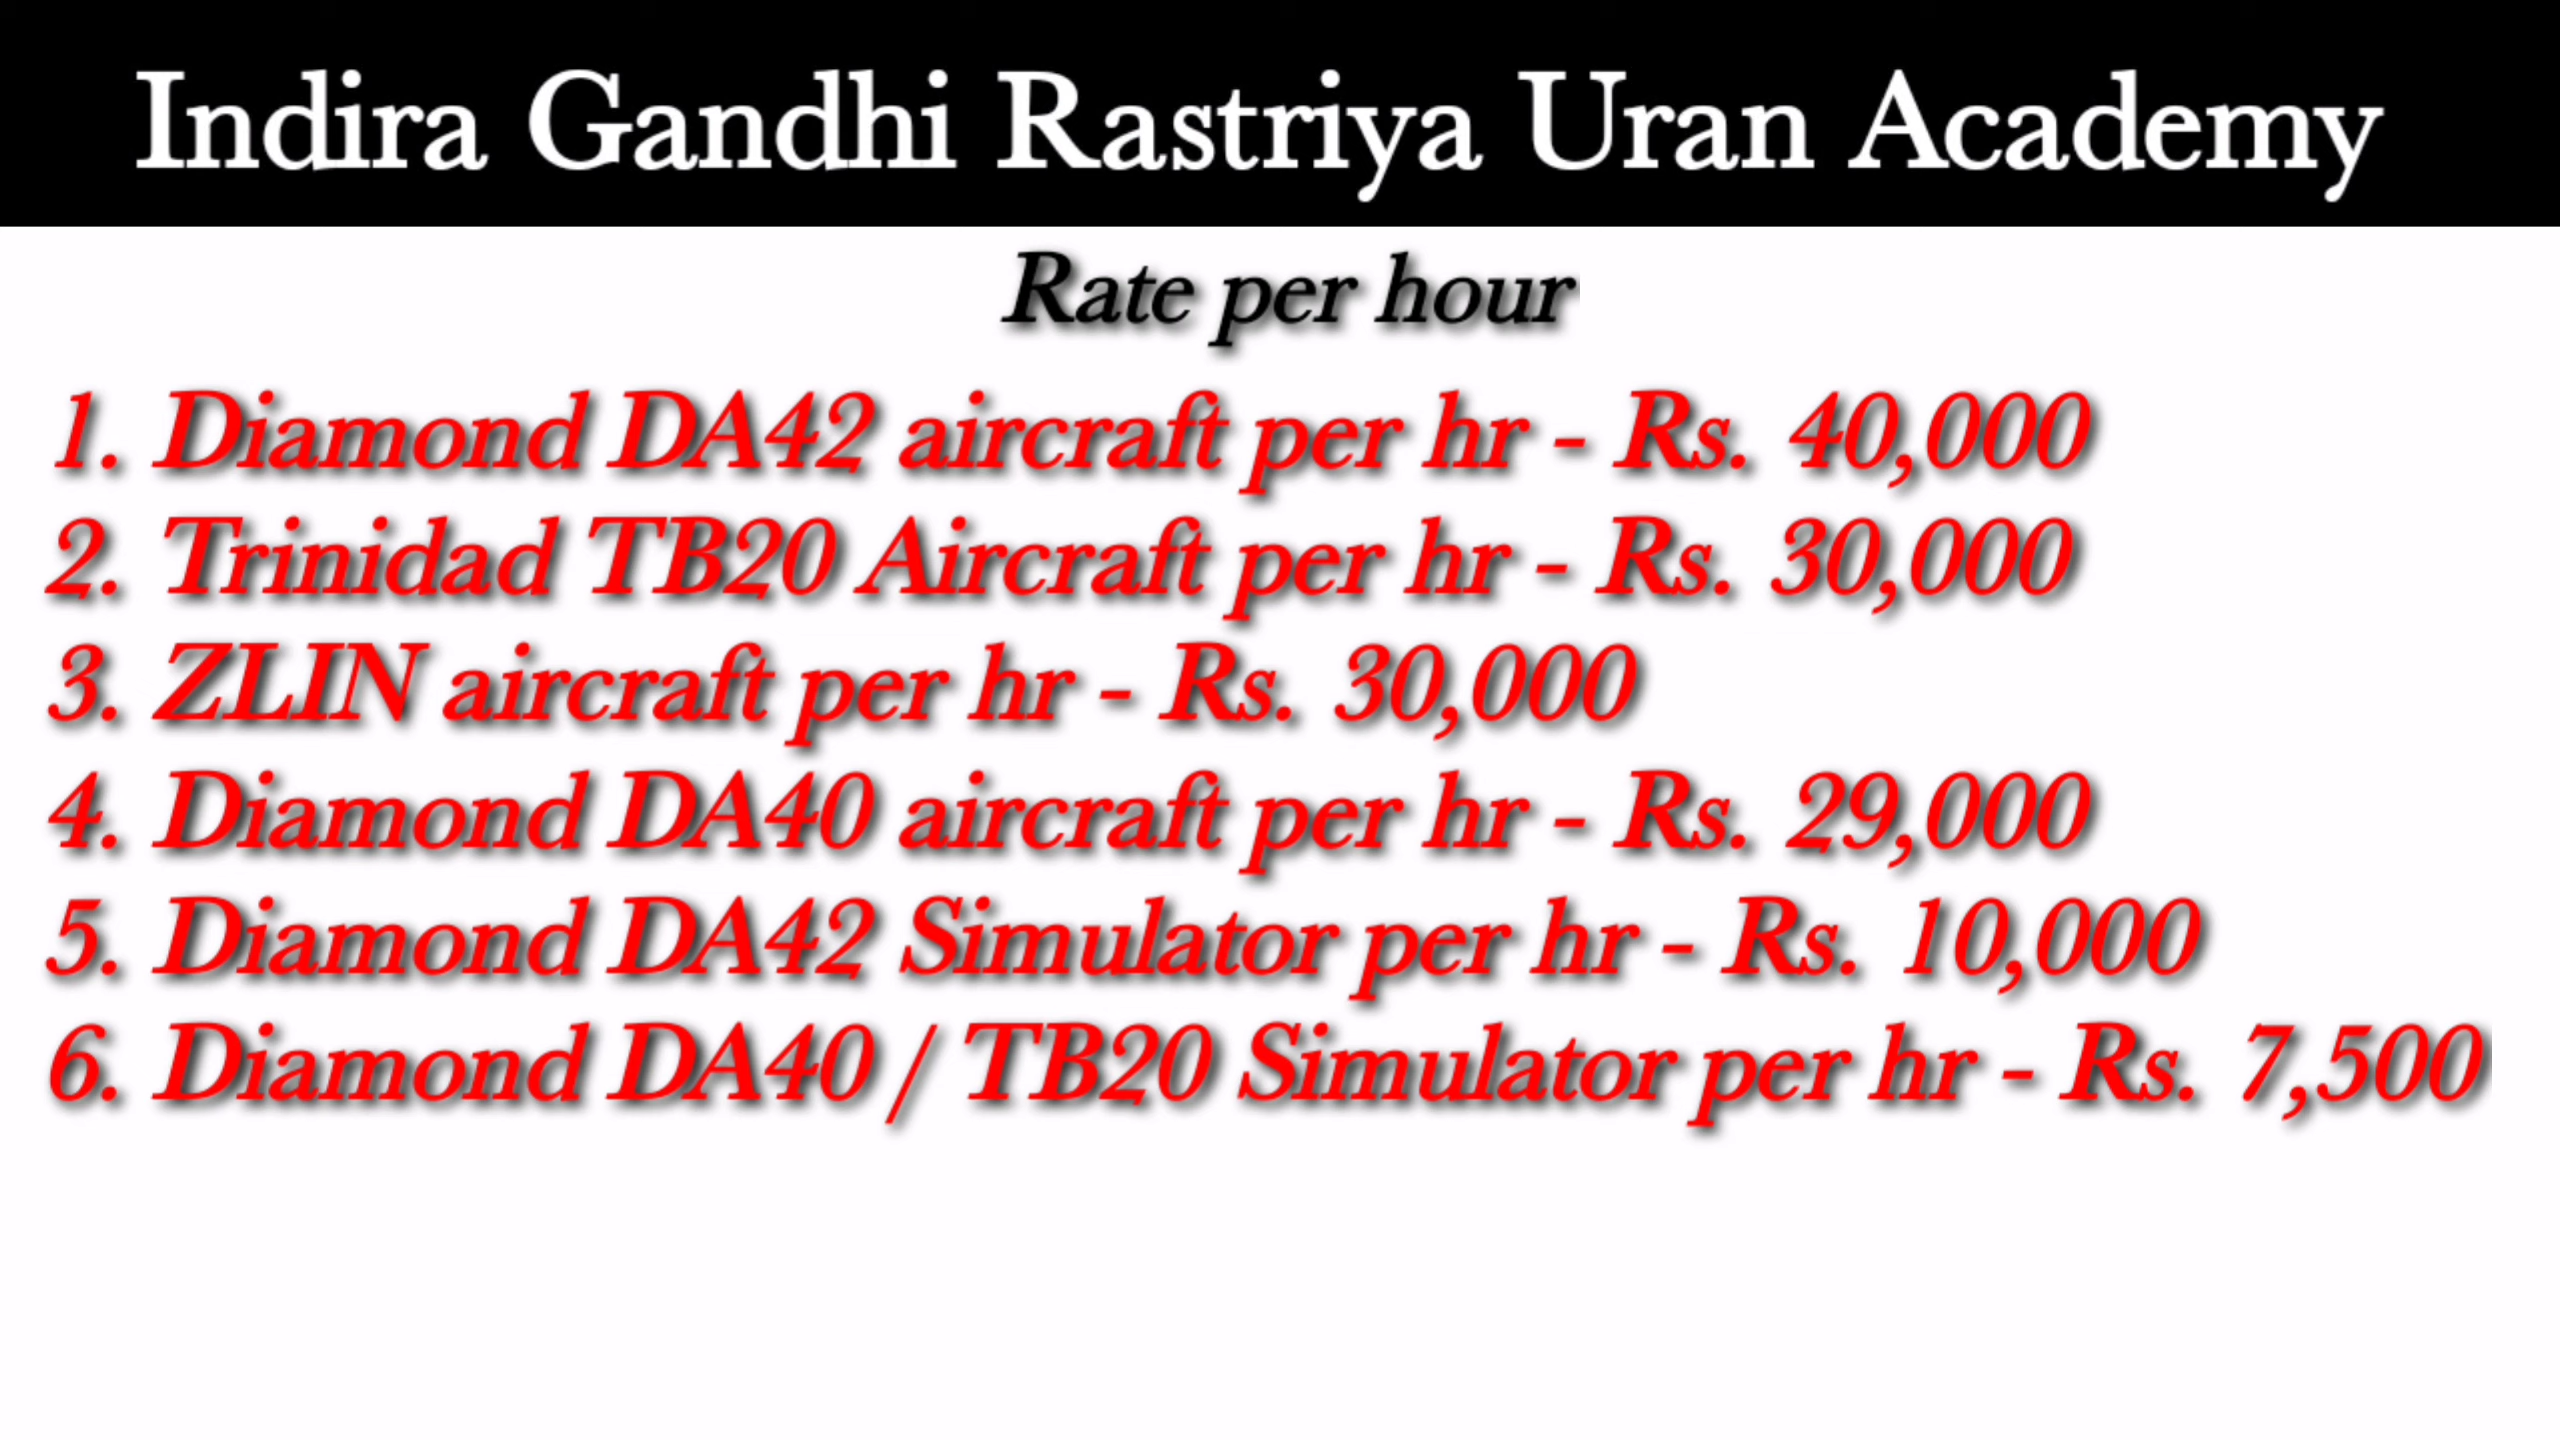 Indira Gandhi Rastriya Uran Academy
Rate per hour
1. Diamond DA42 aircraft per hr - Rs. 40,000
2. Trinidad TB20 Aircraft per hr - Rs. 30,000
3. ZLIN aircraft per hr - Rs. 30,000
4. Diamond DA40 aircraft per hr - Rs. 29,000
5. Diamond DA42 Simulator per hr - Rs. 10,000
6. Diamond DA40 / TB20 Simulator per hr - Rs. 7,500